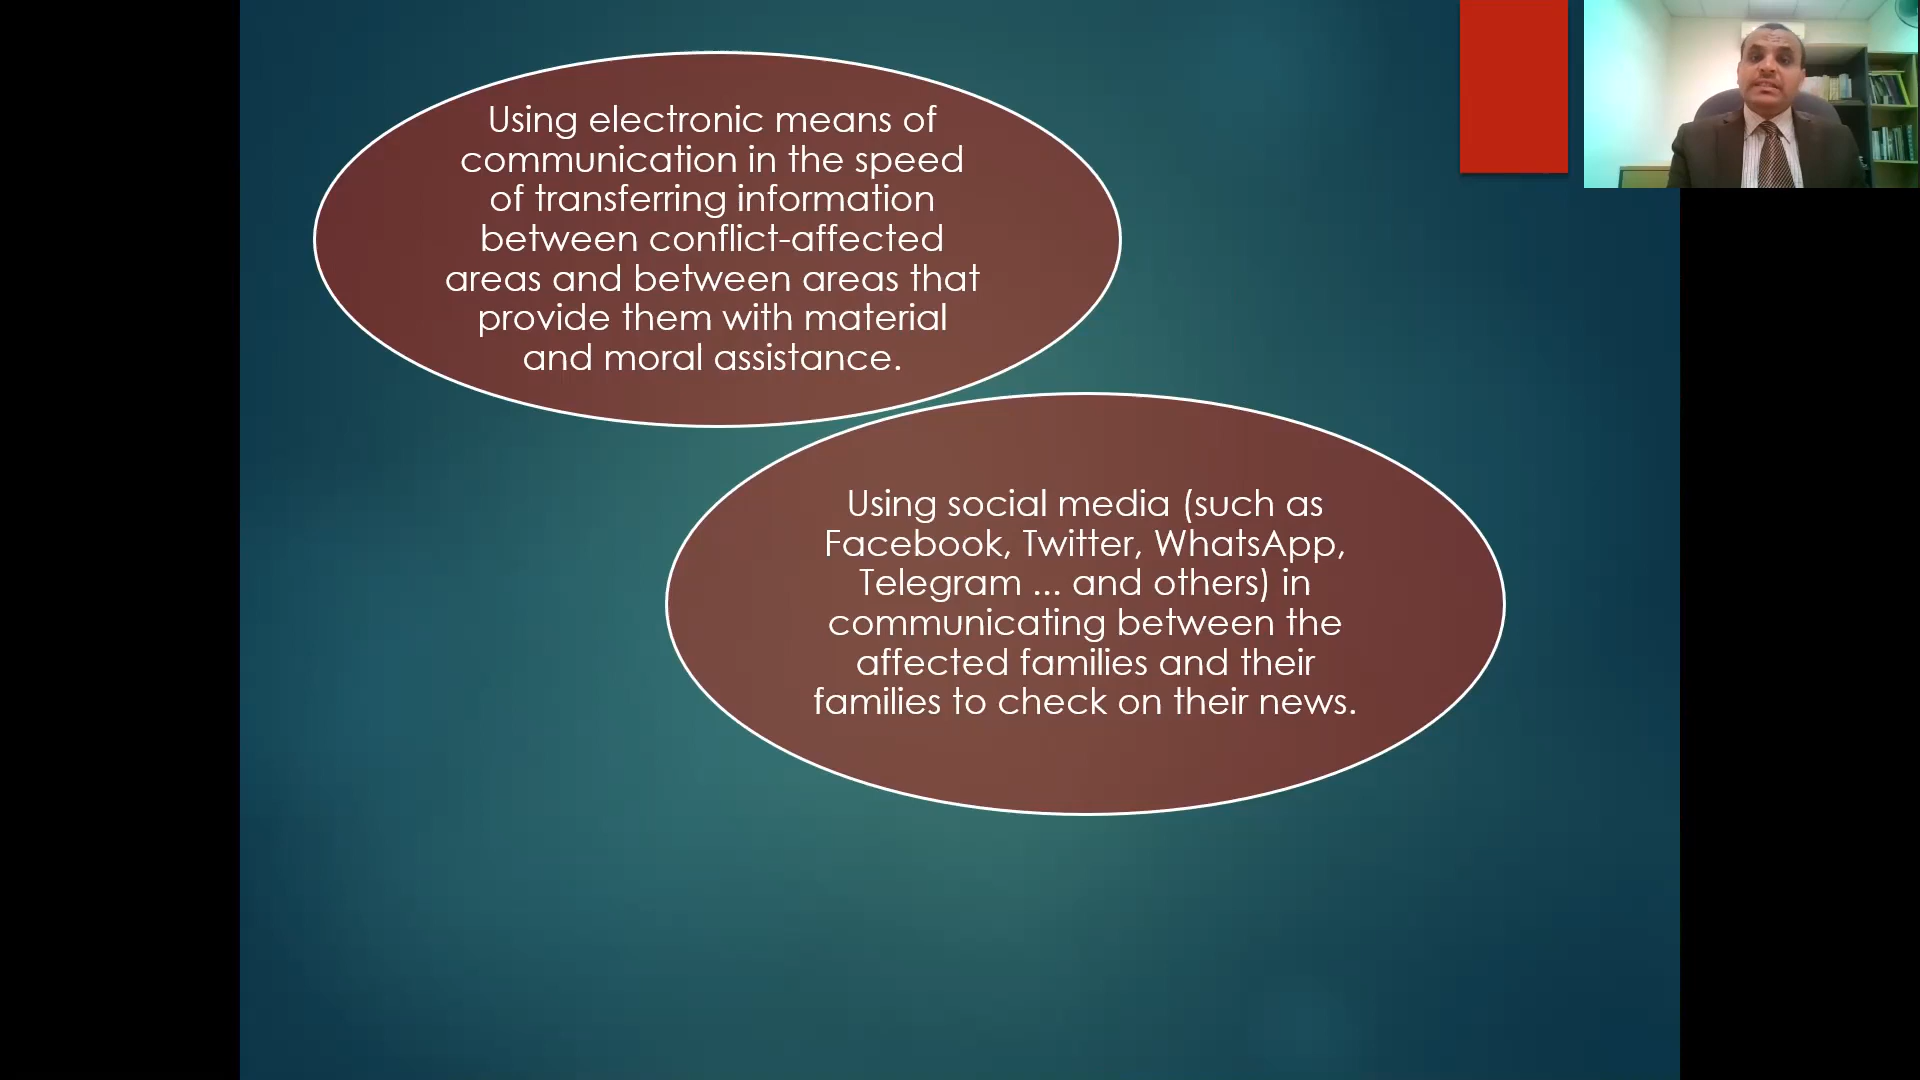 Using electronic means of
communication in the speed
of transferring information
between conflict-affected
areas and between areas that
provide them with material
and moral assistance.
Using social media (such as
Facebook, Twitter, WhatsApp,
Telegram ... and others) in
communicating between the
affected families and their
families to check on their news.